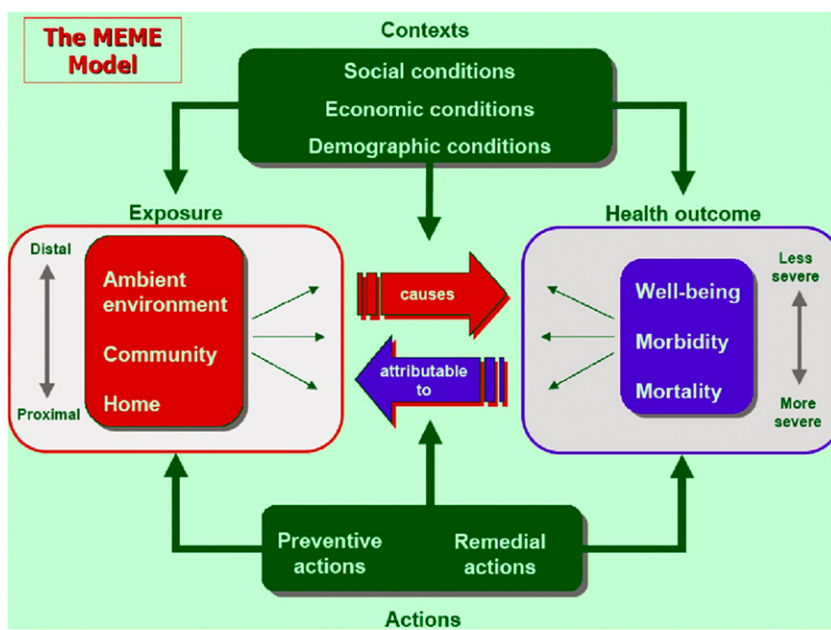 The MEME
Model
Contexts
Social conditions
Economic conditions
Demographic conditions
Exposure
Health outcome
Distal
Proximal
Ambient
environment
Community
Home
causes
attributable
to
Well-being
Morbidity
Mortality
Less
severe
More
severe
Preventive
actions
Remedial
actions
Actions